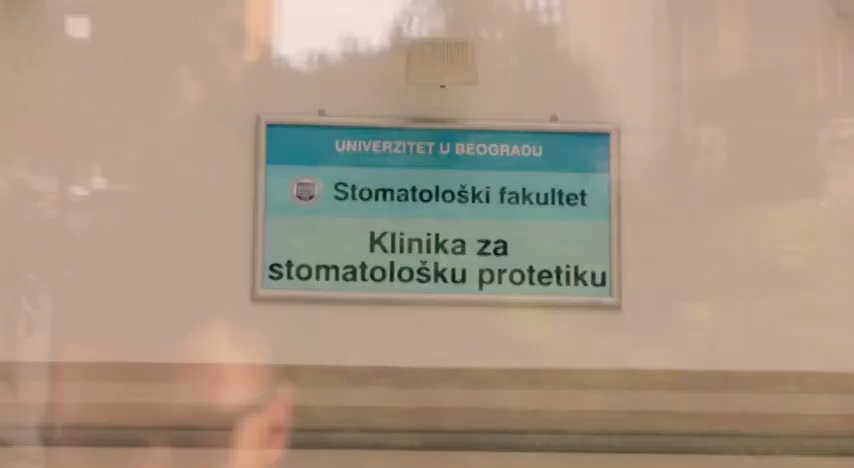 UNIVERZITET U BEOGRADU
Stomatološki fakultet
Klinika za
stomatološku protetiku